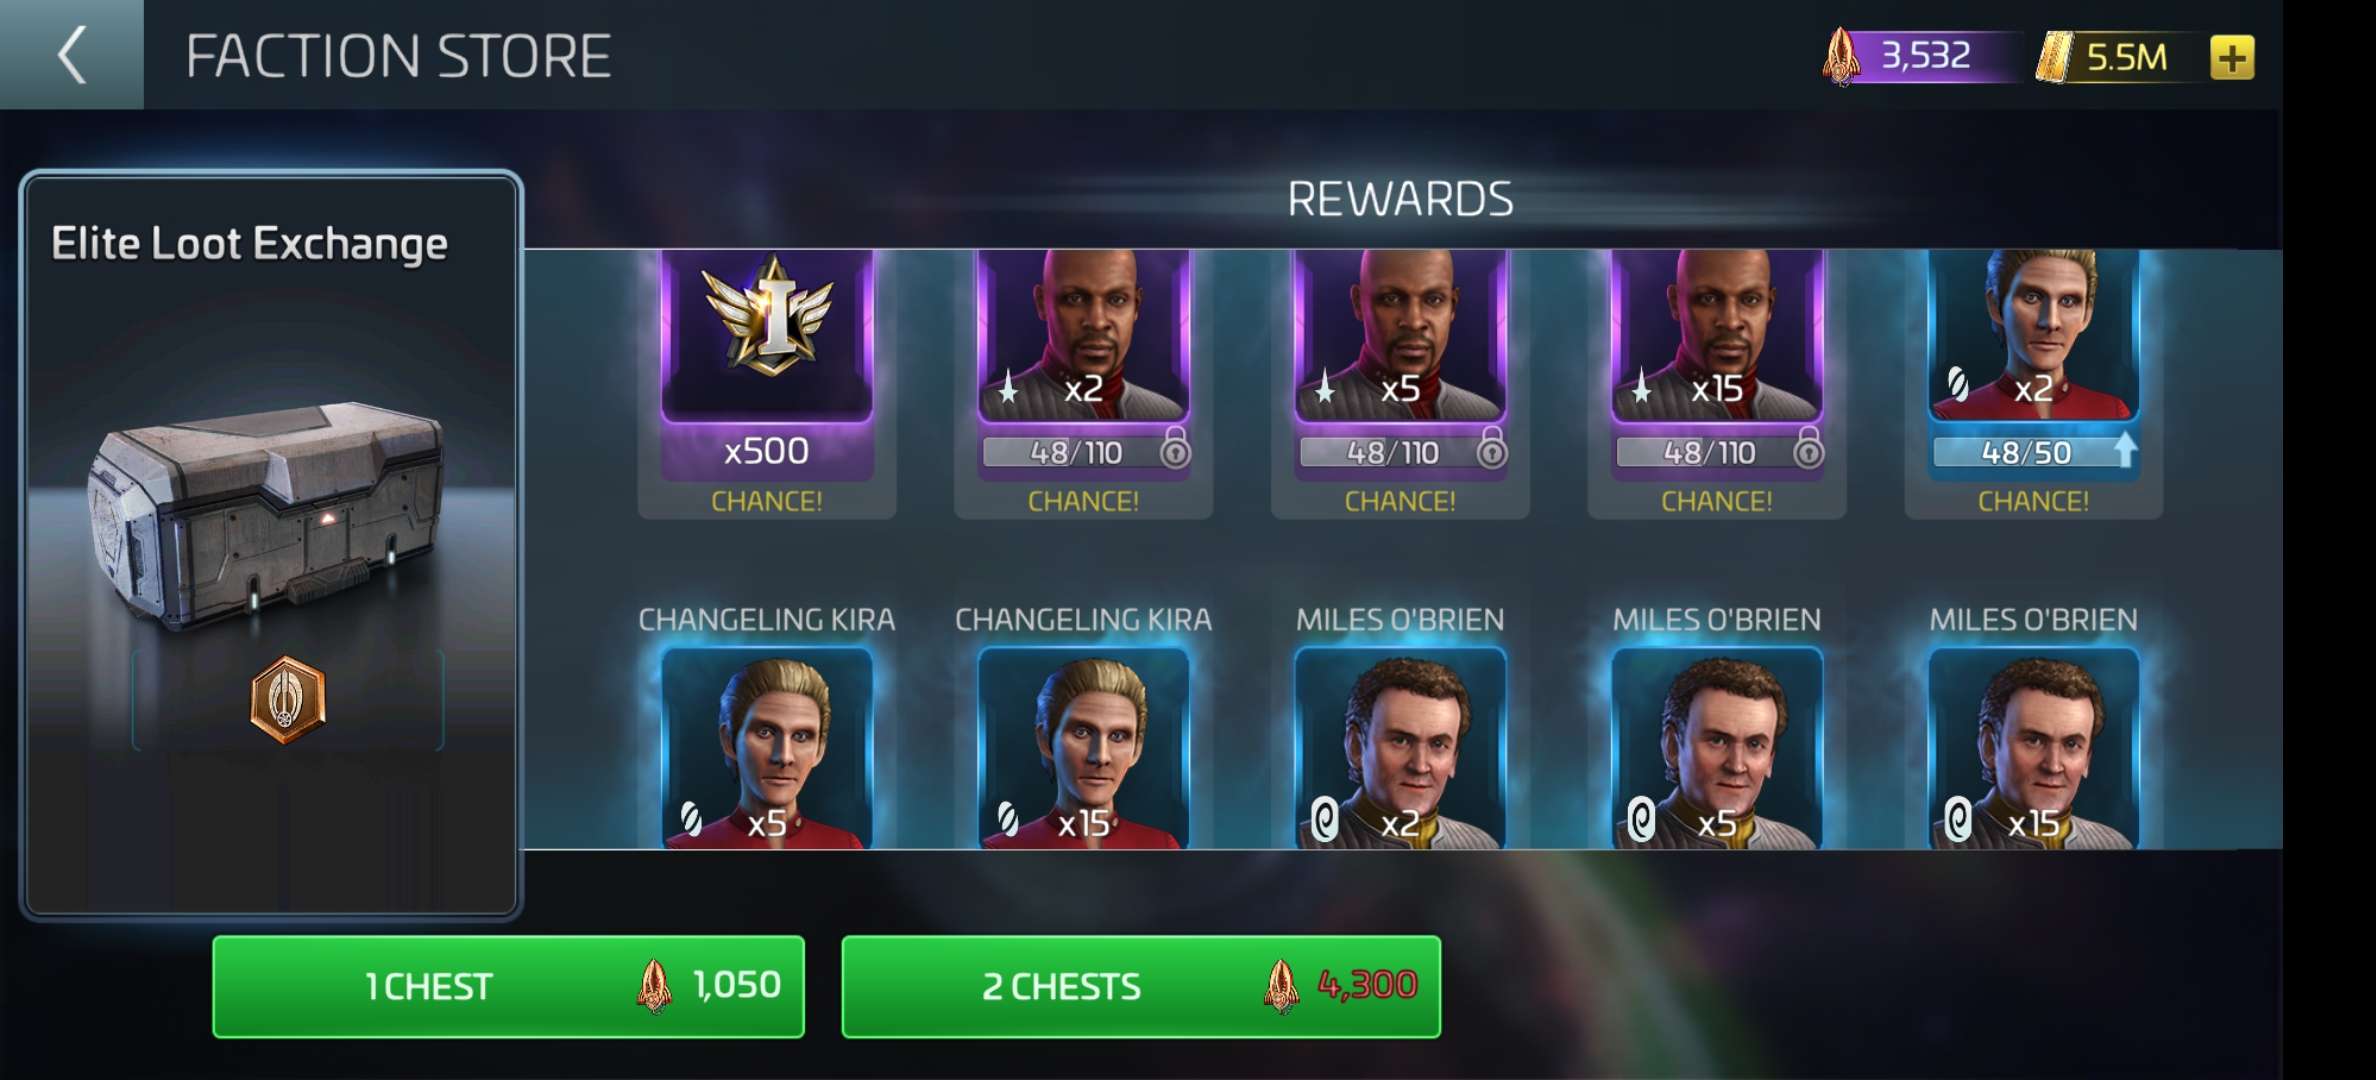 FACTION STORE
3,532
5.5M
Elite Loot Exchange
REWARDS
x2
x5
x15
x2
x500
48/110
48/110
48/110
48/50
CHANCE!
CHANCE!
CHANCE!
CHANCE!
CHANCE!
CHANGELING KIRA
CHANGELING KIRA
MILES O'BRIEN
MILES O'BRIEN
MILES O'BRIEN
x5
x15
x2
x5
x15
1 CHEST
1,050
2 CHESTS
4,300